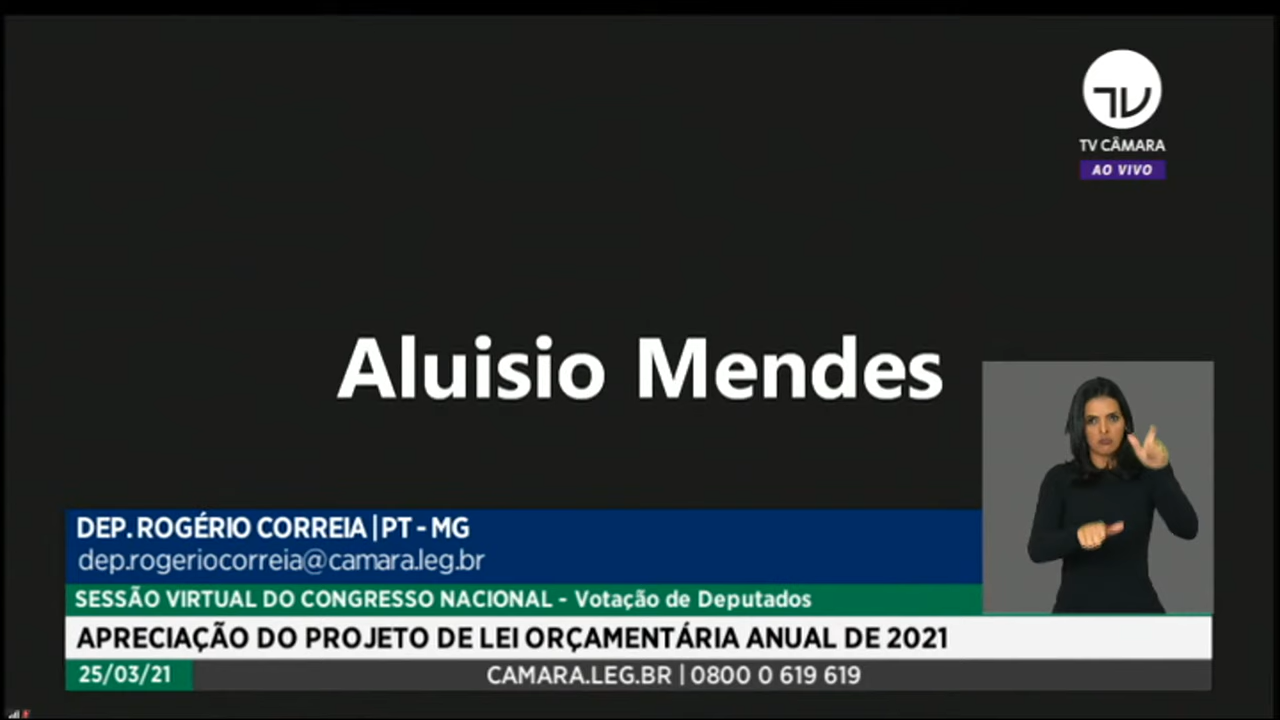 TV
TV CÂMARA
AO VIVO
Aluisio Mendes
DEP. ROGÉRIO CORREIA | PT - MG
dep.rogeriocorreia@camara.leg.br
SESSÃO VIRTUAL DO CONGRESSO NACIONAL - Votação de Deputados
APRECIAÇÃO DO PROJETO DE LEI ORÇAMENTÁRIA ANUAL DE 2021
25/03/21 CAMARA.LEG.BR | 0800 0 619 619